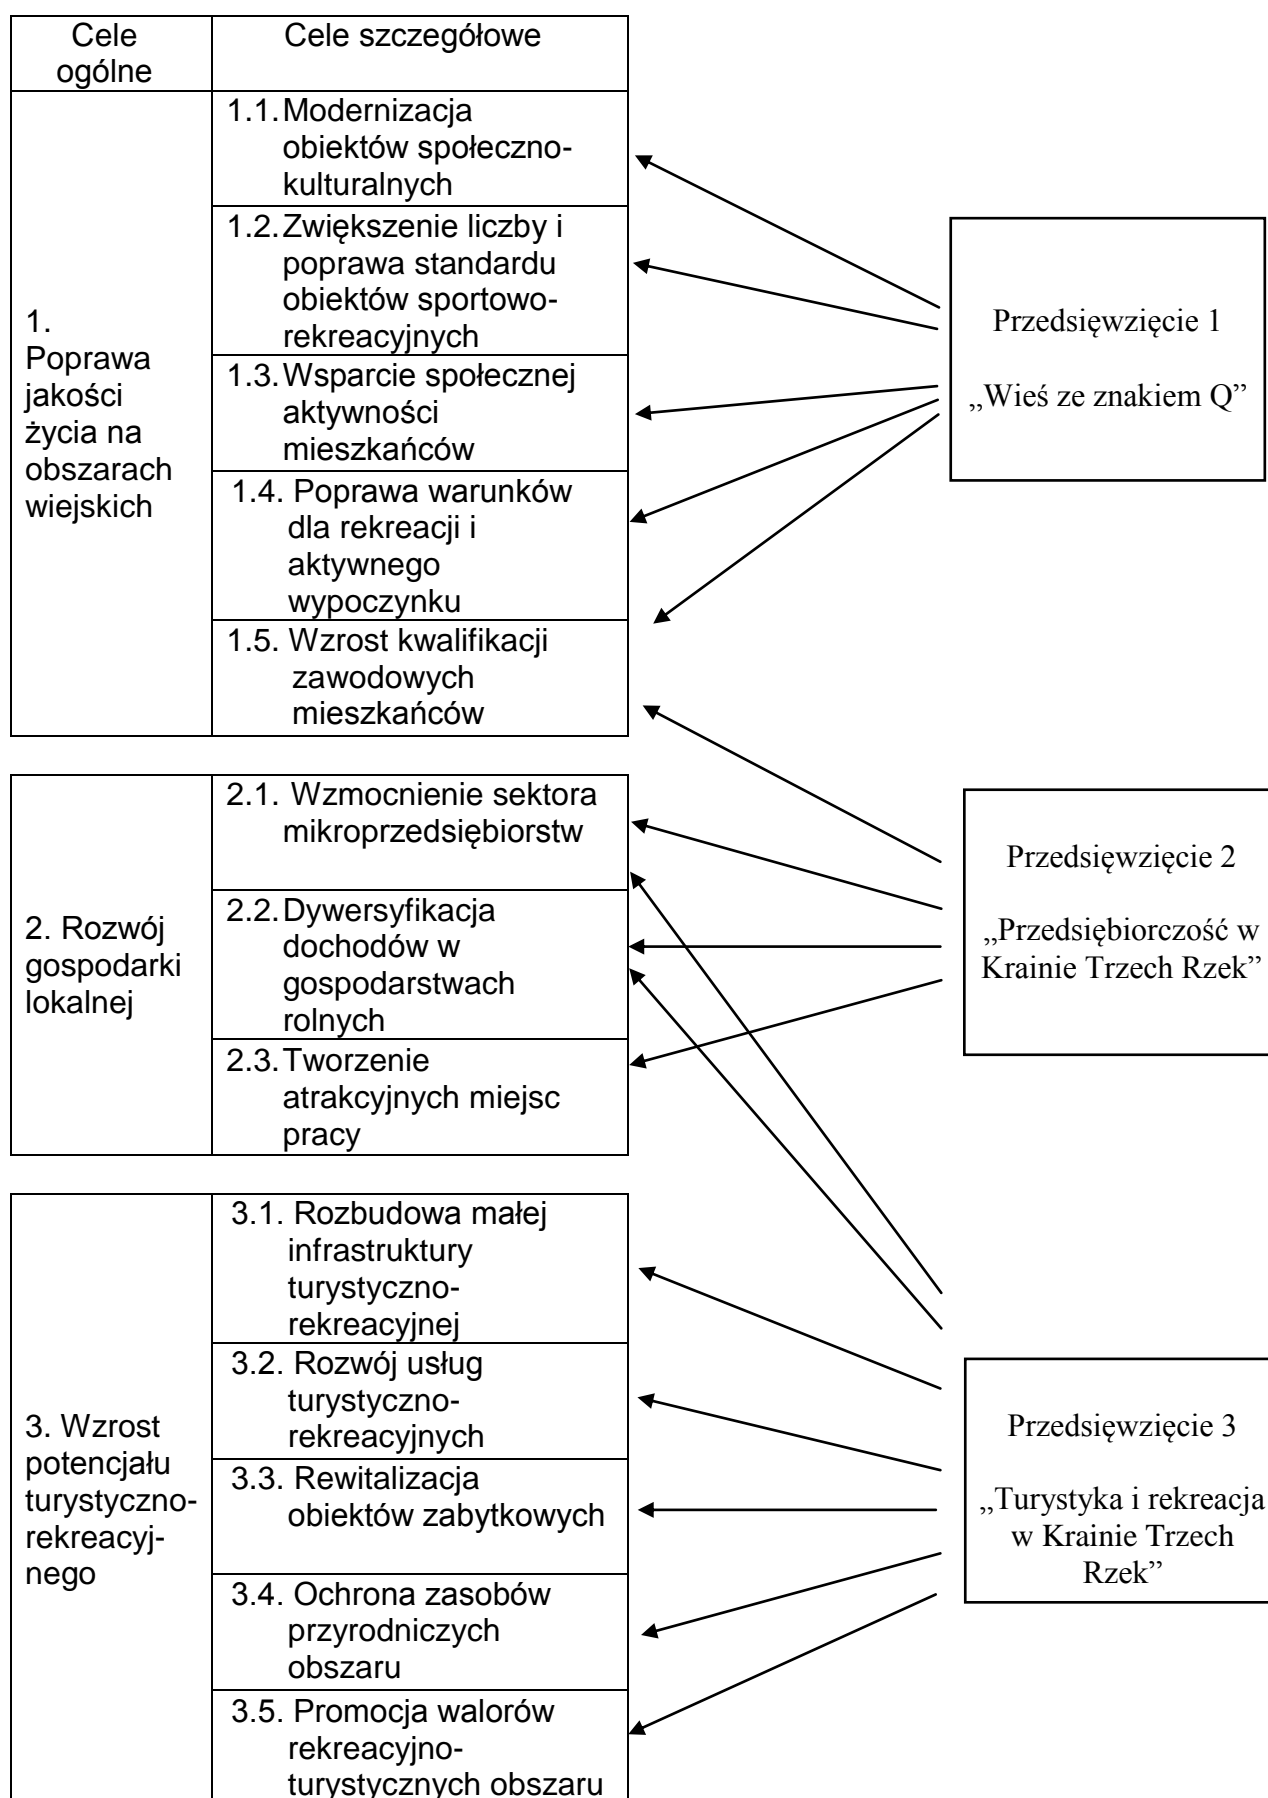 Cele
ogólne
Cele szczegółowe
1.
Poprawa
jakości
życia na
obszarach
wiejskich
1.1.Modernizacja
obiektów społeczno-
kulturalnych
1.2.Zwiększenie liczby i
poprawa standardu
obiektów sportowo-
rekreacyjnych
1.3.Wsparcie społecznej
aktywności
mieszkańców
1.4. Poprawa warunków
dla rekreacji i
aktywnego
wypoczynku
1.5. Wzrost kwalifikacji
zawodowych
mieszkańców
Przedsięwzięcie 1
„Wieś ze znakiem Q”
2. Rozwój
gospodarki
lokalnej
2.1. Wzmocnienie sektora
mikroprzedsiębiorstw
2.2.Dywersyfikacja
dochodów w
gospodarstwach
rolnych
2.3.Tworzenie
atrakcyjnych miejsc
pracy
Przedsięwzięcie 2
„Przedsiębiorczość w
Krainie Trzech Rzek”
3. Wzrost
potencjału
turystyczno-
rekreacyj-
nego
3.1. Rozbudowa małej
infrastruktury
turystyczno-
rekreacyjnej
3.2. Rozwój usług
turystyczno-
rekreacyjnych
3.3. Rewitalizacja
obiektów zabytkowych
3.4. Ochrona zasobów
przyrodniczych
obszaru
3.5. Promocja walorów
rekreacyjno-
turystycznych obszaru
Przedsięwzięcie 3
„Turystyka i rekreacja
w Krainie Trzech
Rzek”